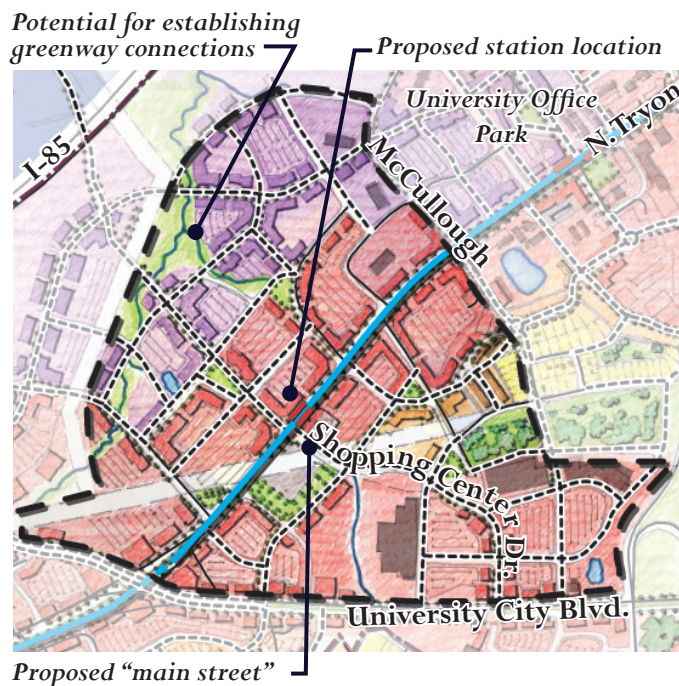 Potential for establishing
greenway connections
Proposed station location
University Office
Park
N. Tryon
I-85
McCullough
Shopping Center Dr.
University City Blvd.
Proposed “main street”